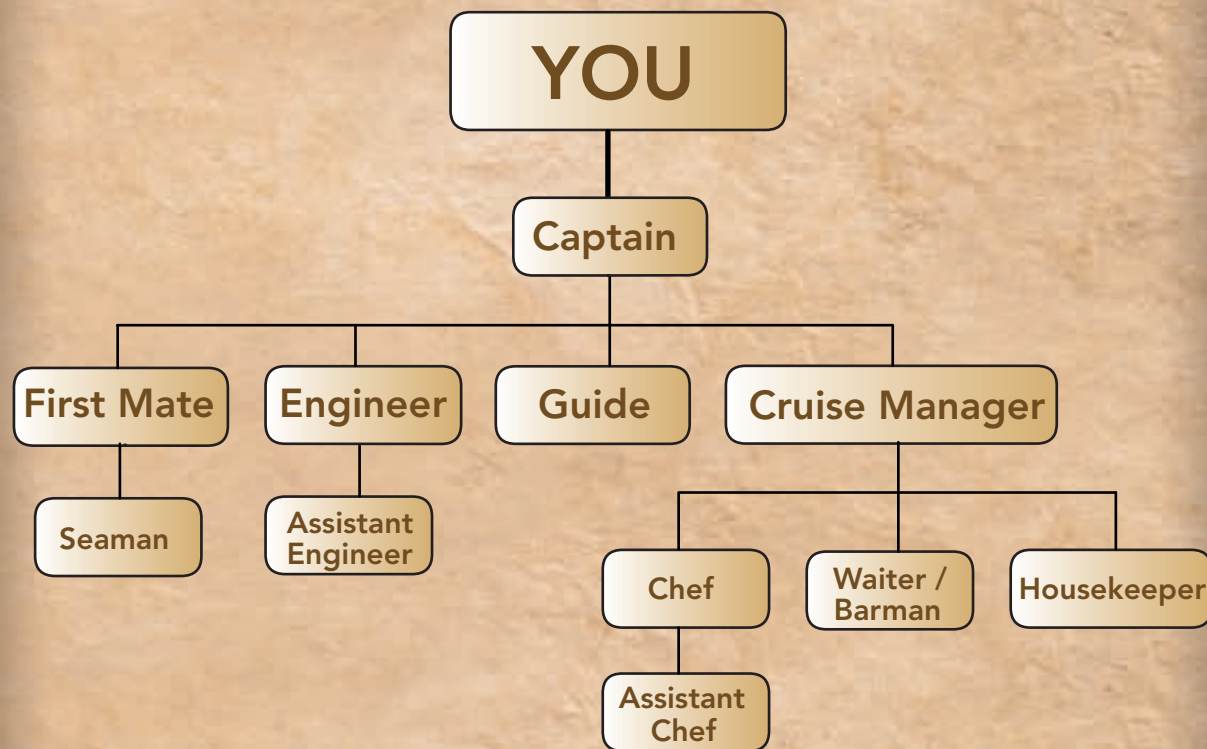 YOU
Captain
First Mate
Engineer
Guide
Cruise Manager
Seaman
Assistant
Engineer
Chef
Waiter /
Barman
Housekeeper
Assistant
Chef